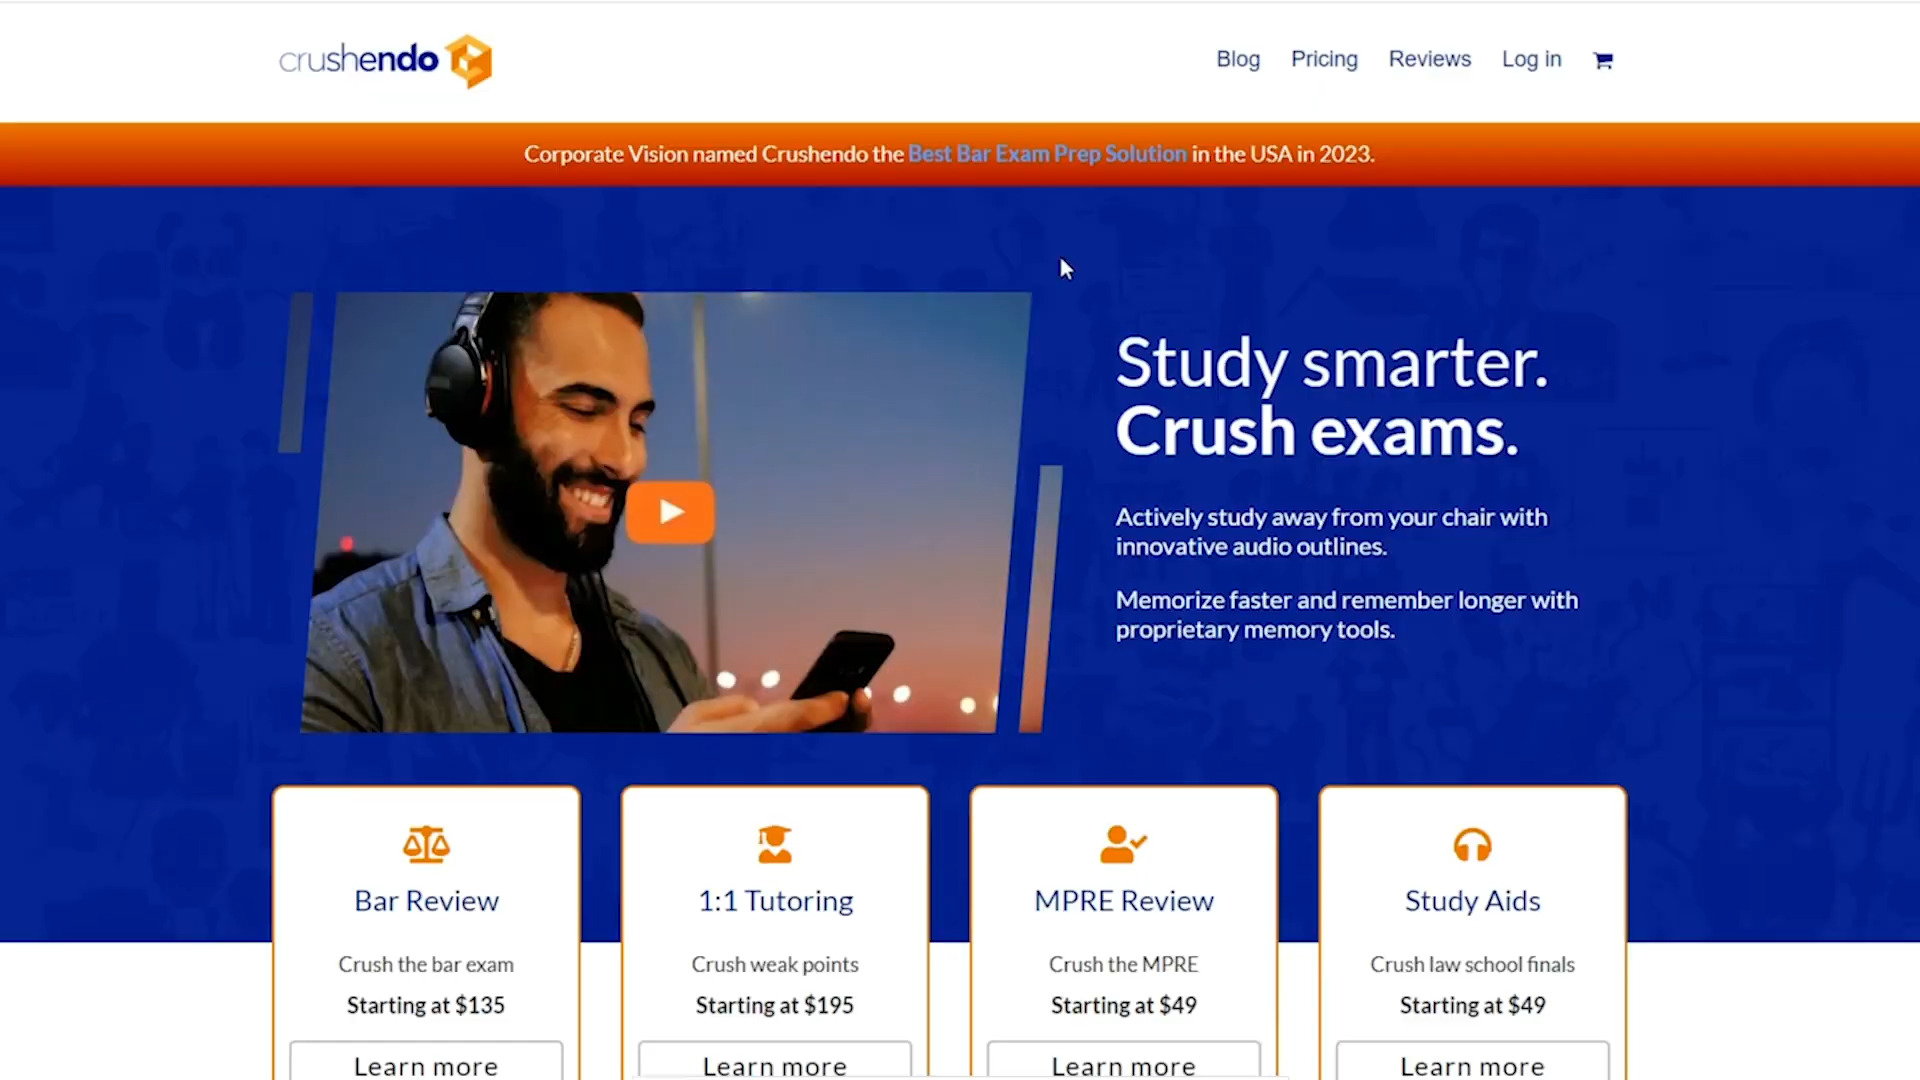 crushendo
Blog Pricing Reviews Log in
Corporate Vision named Crushendo the Best Bar Exam Prep Solution in the USA in 2023.
Study smarter.
Crush exams.
Actively study away from your chair with
innovative audio outlines.
Memorize faster and remember longer with
proprietary memory tools.
Bar Review
Crush the bar exam
Starting at $135
Learn more
1:1 Tutoring
Crush weak points
Starting at $195
Learn more
MPRE Review
Crush the MPRE
Starting at $49
Learn more
Study Aids
Crush law school finals
Starting at $49
Learn more